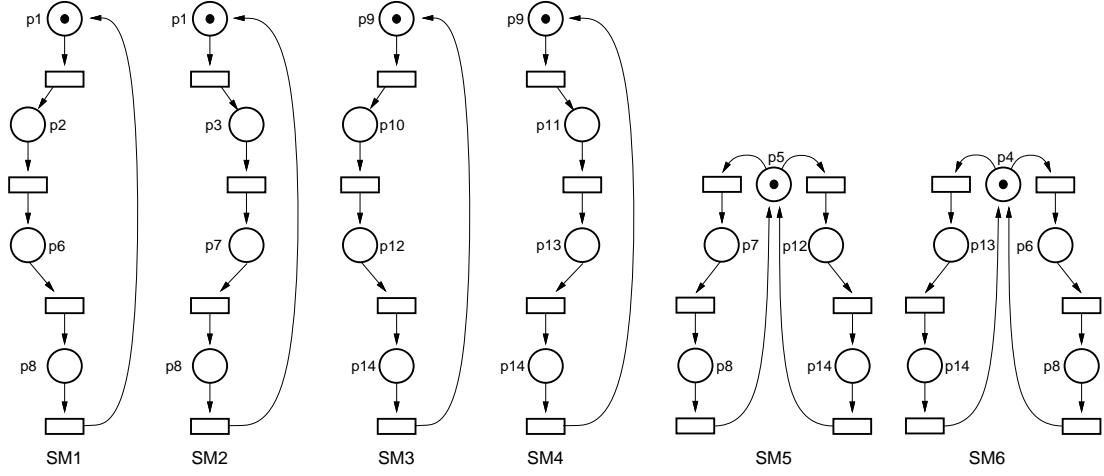 p1 p1 p9 p9
p2 p3 p10 p11
p5 p4
p6 p7 p12 p13 p7 p12 p13 p6
p8 p8 p14 p14 p8 p14 p14 p8
SM1 SM2 SM3 SM4 SM5 SM6